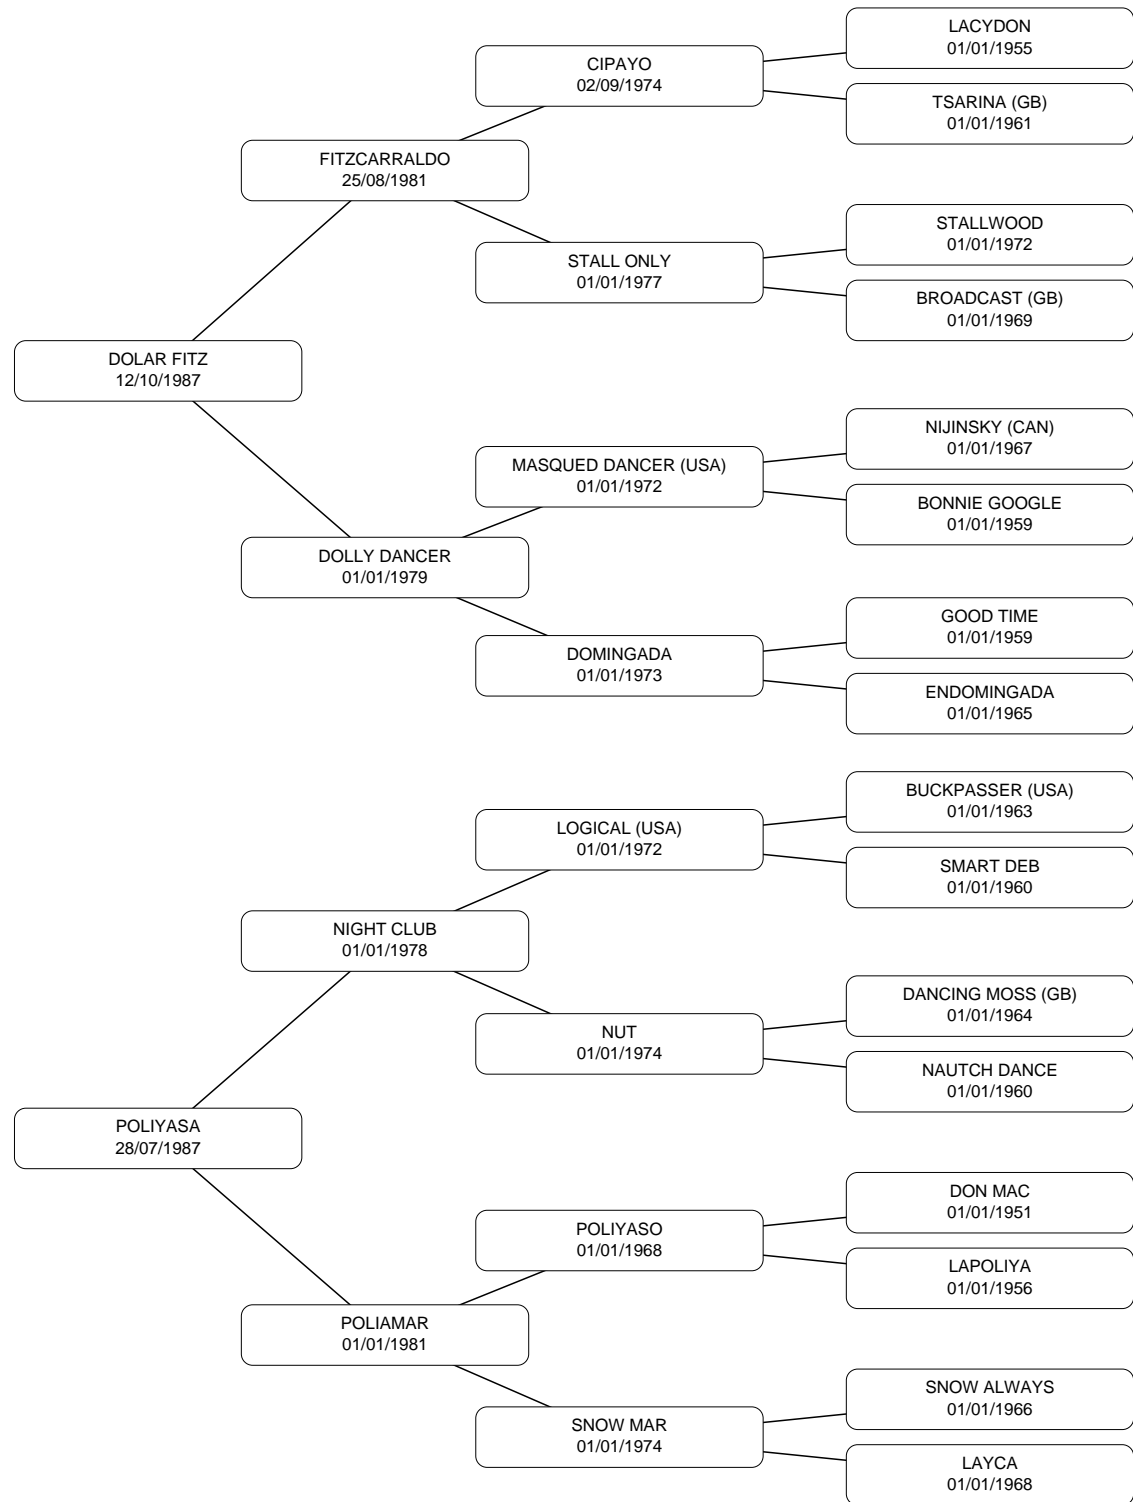 LACYDON
01/01/1955
CIPAYO
02/09/1974
TSARINA (GB)
01/01/1961
FITZCARRALDO
25/08/1981
STALLWOOD
01/01/1972
STALL ONLY
01/01/1977
BROADCAST (GB)
01/01/1969
DOLAR FITZ
12/10/1987
NIJINSKY (CAN)
01/01/1967
MASQUED DANCER (USA)
01/01/1972
BONNIE GOOGLE
01/01/1959
DOLLY DANCER
01/01/1979
GOOD TIME
01/01/1959
DOMINGADA
01/01/1973
ENDOMINGADA
01/01/1965
BUCKPASSER (USA)
01/01/1963
LOGICAL (USA)
01/01/1972
SMART DEB
01/01/1960
NIGHT CLUB
01/01/1978
DANCING MOSS (GB)
01/01/1964
NUT
01/01/1974
NAUTCH DANCE
01/01/1960
POLIYASA
28/07/1987
DON MAC
01/01/1951
POLIYASO
01/01/1968
LAPOLIYA
01/01/1956
POLIAMAR
01/01/1981
SNOW ALWAYS
01/01/1966
SNOW MAR
01/01/1974
LAYCA
01/01/1968